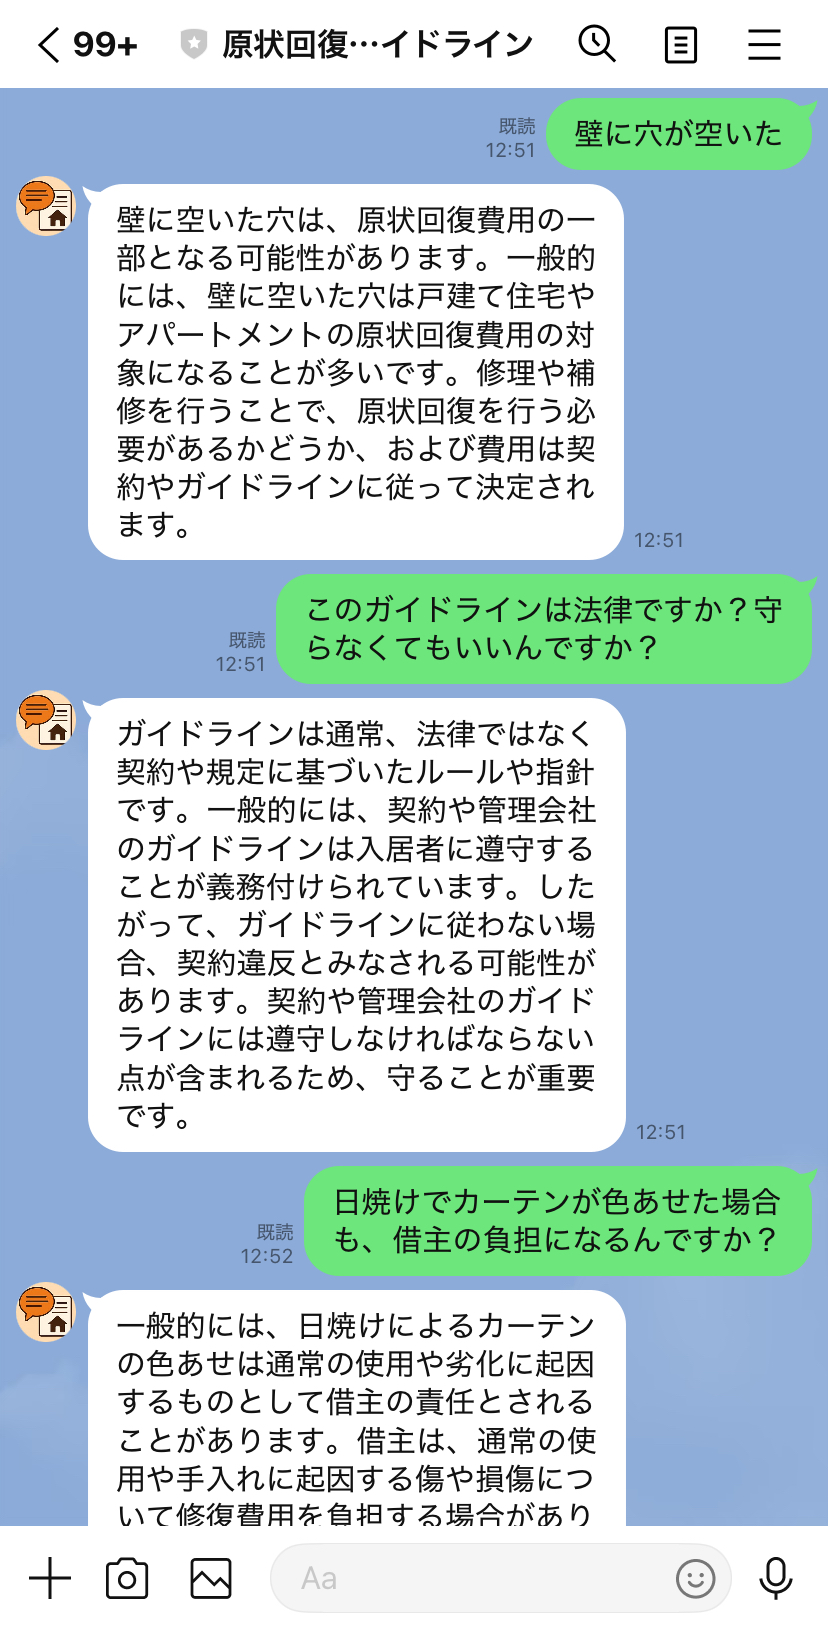 99+
原状回復…イドライン
壁に穴が空いた
既読
12:51
壁に空いた穴は、原状回復費用の一
部となる可能性があります。一般的
には、壁に空いた穴は戸建て住宅や
アパートメントの原状回復費用の対
象になることが多いです。修理や補
修を行うことで、原状回復を行う必
要があるかどうか、および費用は契
約やガイドラインに従って決定され
ます。
12:51
このガイドラインは法律ですか？守
らなくてもいいんですか？
既読
12:51
ガイドラインは通常、法律ではなく
契約や規定に基づいたルールや指針
です。一般的には、契約や管理会社
のガイドラインは入居者に遵守する
ことが義務付けられています。した
がって、ガイドラインに従わない場
合、契約違反とみなされる可能性が
あります。契約や管理会社のガイド
ラインには遵守しなければならない
点が含まれるため、守ることが重要
です。
12:51
日焼けでカーテンが色あせた場合
も、借主の負担になるんですか？
既読
12:52
一般的には、日焼けによるカーテン
の色あせは通常の使用や劣化に起因
するものとして借主の責任とされる
ことがあります。借主は、通常の使
用や手入れに起因する傷や損傷につ
いて修復費用を負担する場合があり
Aa